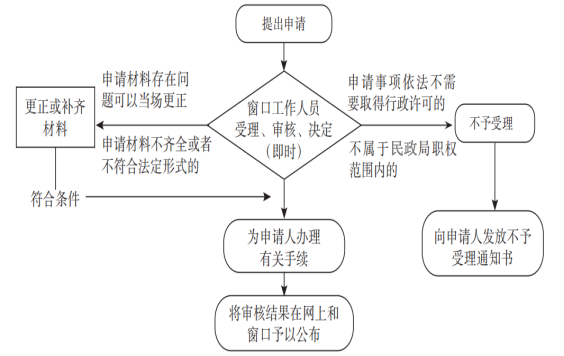 提出申请
申请材料存在问
题可以当场更正
更正或补齐
材料
申请材料不齐全或者
不符合法定形式的
符合条件
窗口工作人员
受理、审核、决定
（即时）
申请事项依法不需
要取得行政许可的
不属于民政局职权
范围内的
不予受理
向申请人发放不予
受理通知书
为申请人办理
有关手续
将审核结果在网上和
窗口予以公布